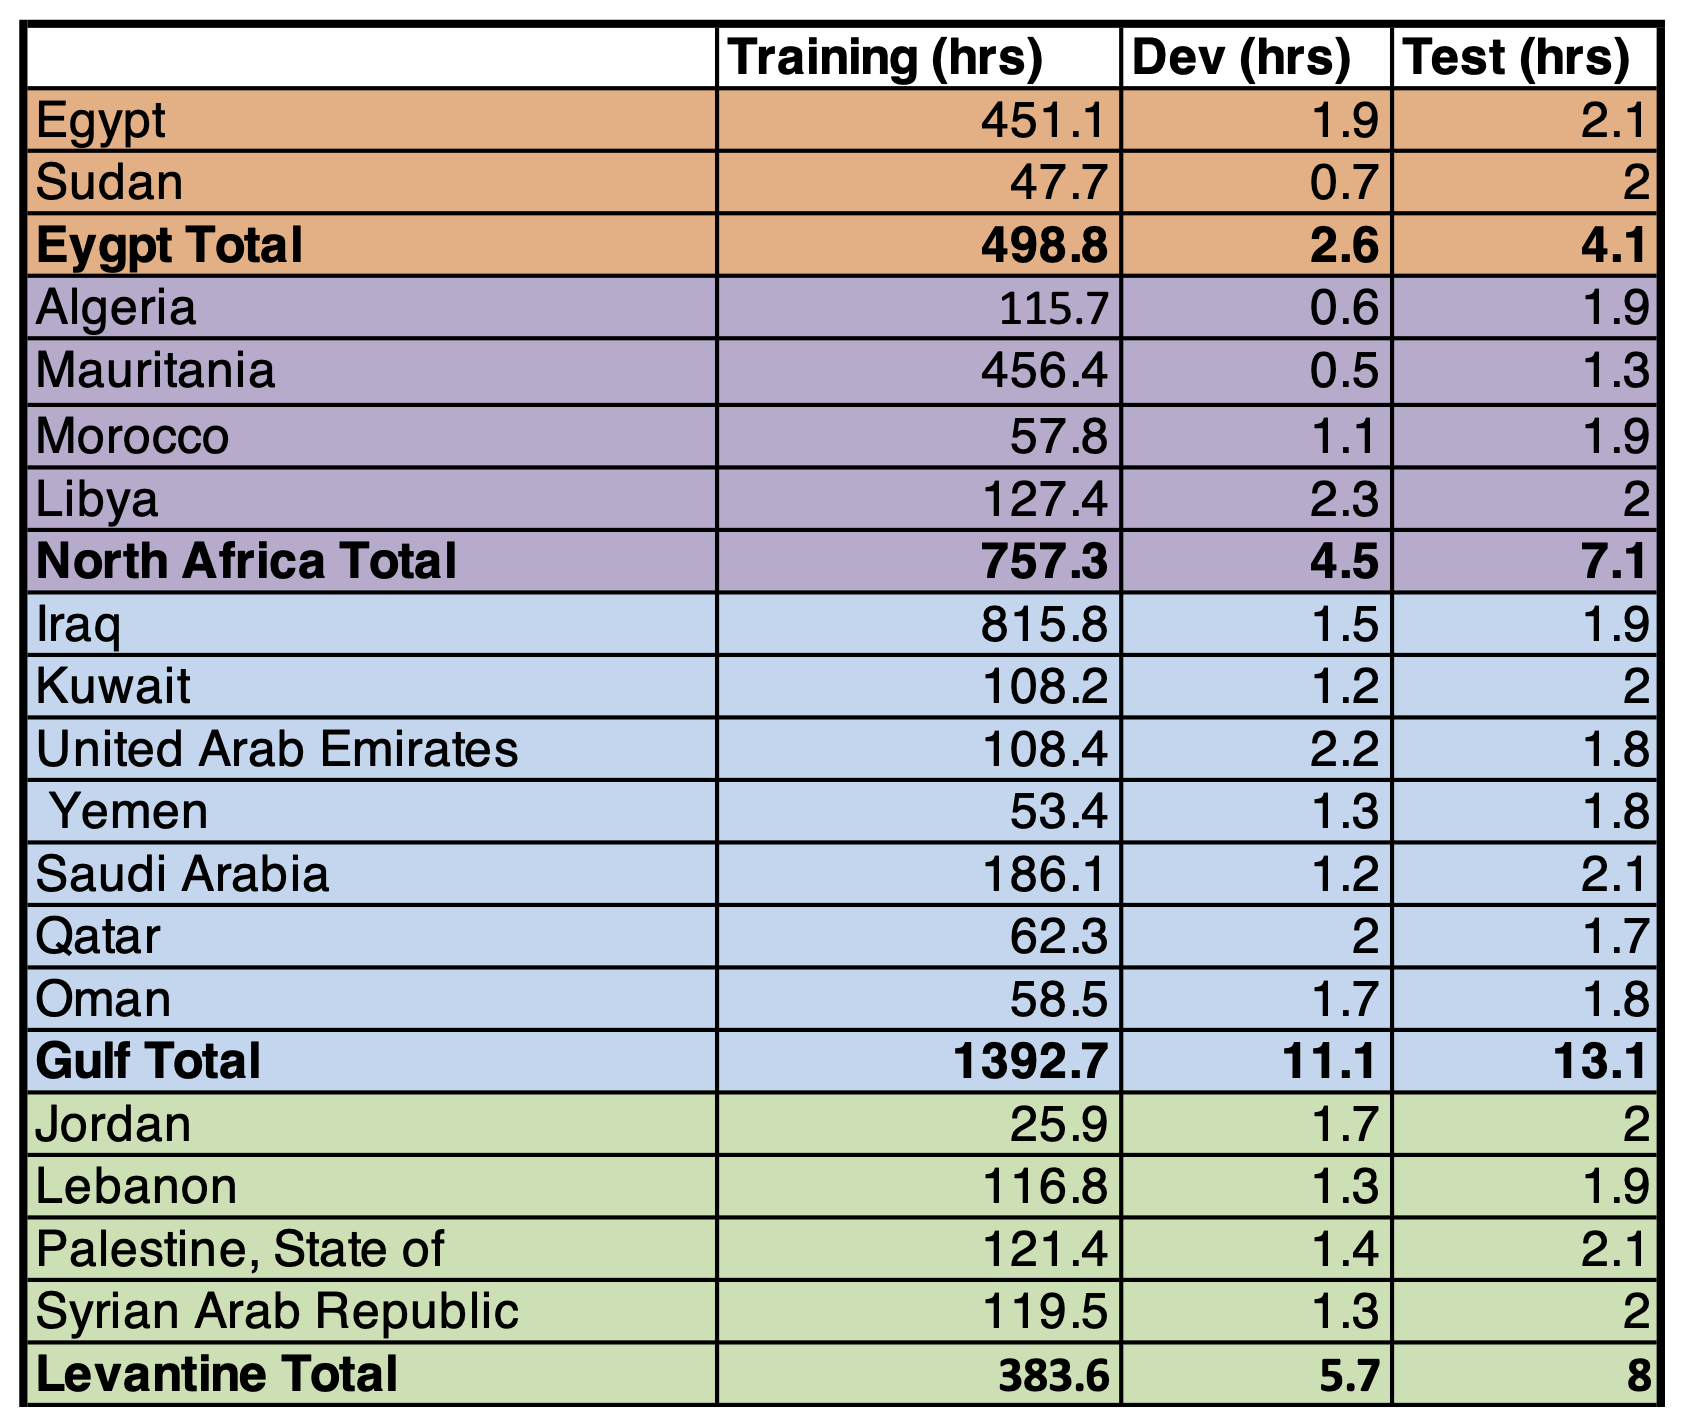 Training (hrs) Dev (hrs) Test (hrs)
Egypt 451.1 1.9 2.1
Sudan 47.7 0.7 2
Eygpt Total 498.8 2.6 4.1
Algeria 115.7 0.6 1.9
Mauritania 456.4 0.5 1.3
Morocco 57.8 1.1 1.9
Libya 127.4 2.3 2
North Africa Total 757.3 4.5 7.1
Iraq 815.8 1.5 1.9
Kuwait 108.2 1.2 2
United Arab Emirates 108.4 2.2 1.8
Yemen 53.4 1.3 1.8
Saudi Arabia 186.1 1.2 2.1
Qatar 62.3 2 1.7
Oman 58.5 1.7 1.8
Gulf Total 1392.7 11.1 13.1
Jordan 25.9 1.7 2
Lebanon 116.8 1.3 1.9
Palestine, State of 121.4 1.4 2.1
Syrian Arab Republic 119.5 1.3 2
Levantine Total 383.6 5.7 8